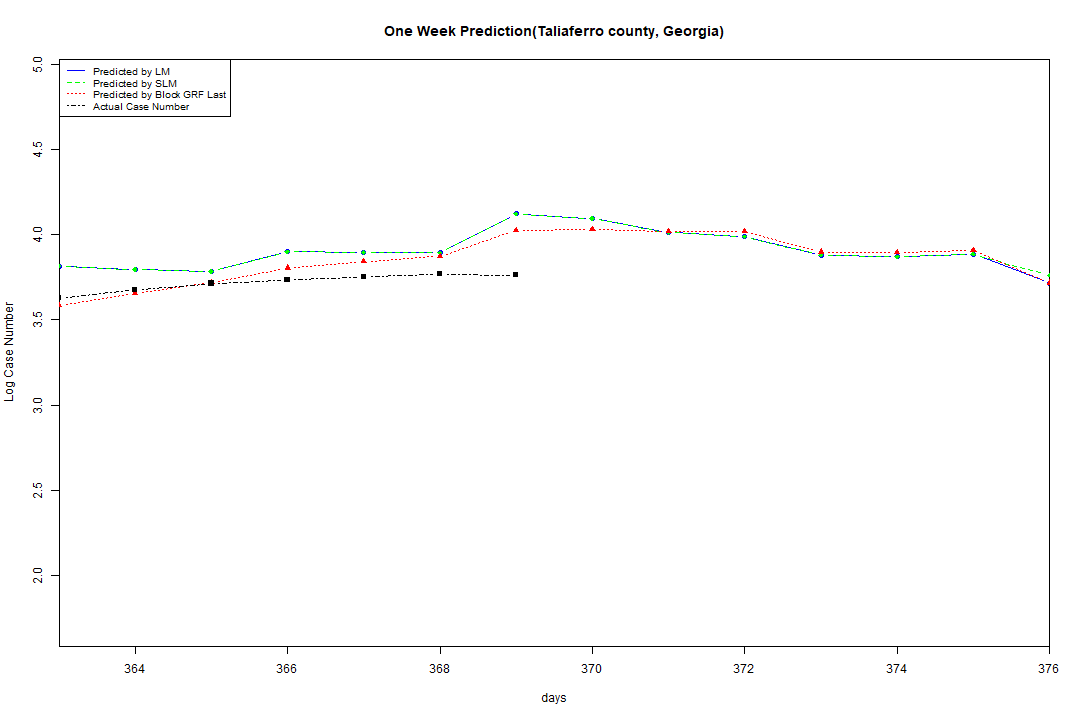 One Week Prediction(Taliaferro county, Georgia)
Predicted by LM
Predicted by SLM
Predicted by Block GRF Last
Actual Case Number
Log Case Number
5.0
4.5
4.0
3.5
3.0
2.5
2.0
364 366 368 370 372 374 376
days